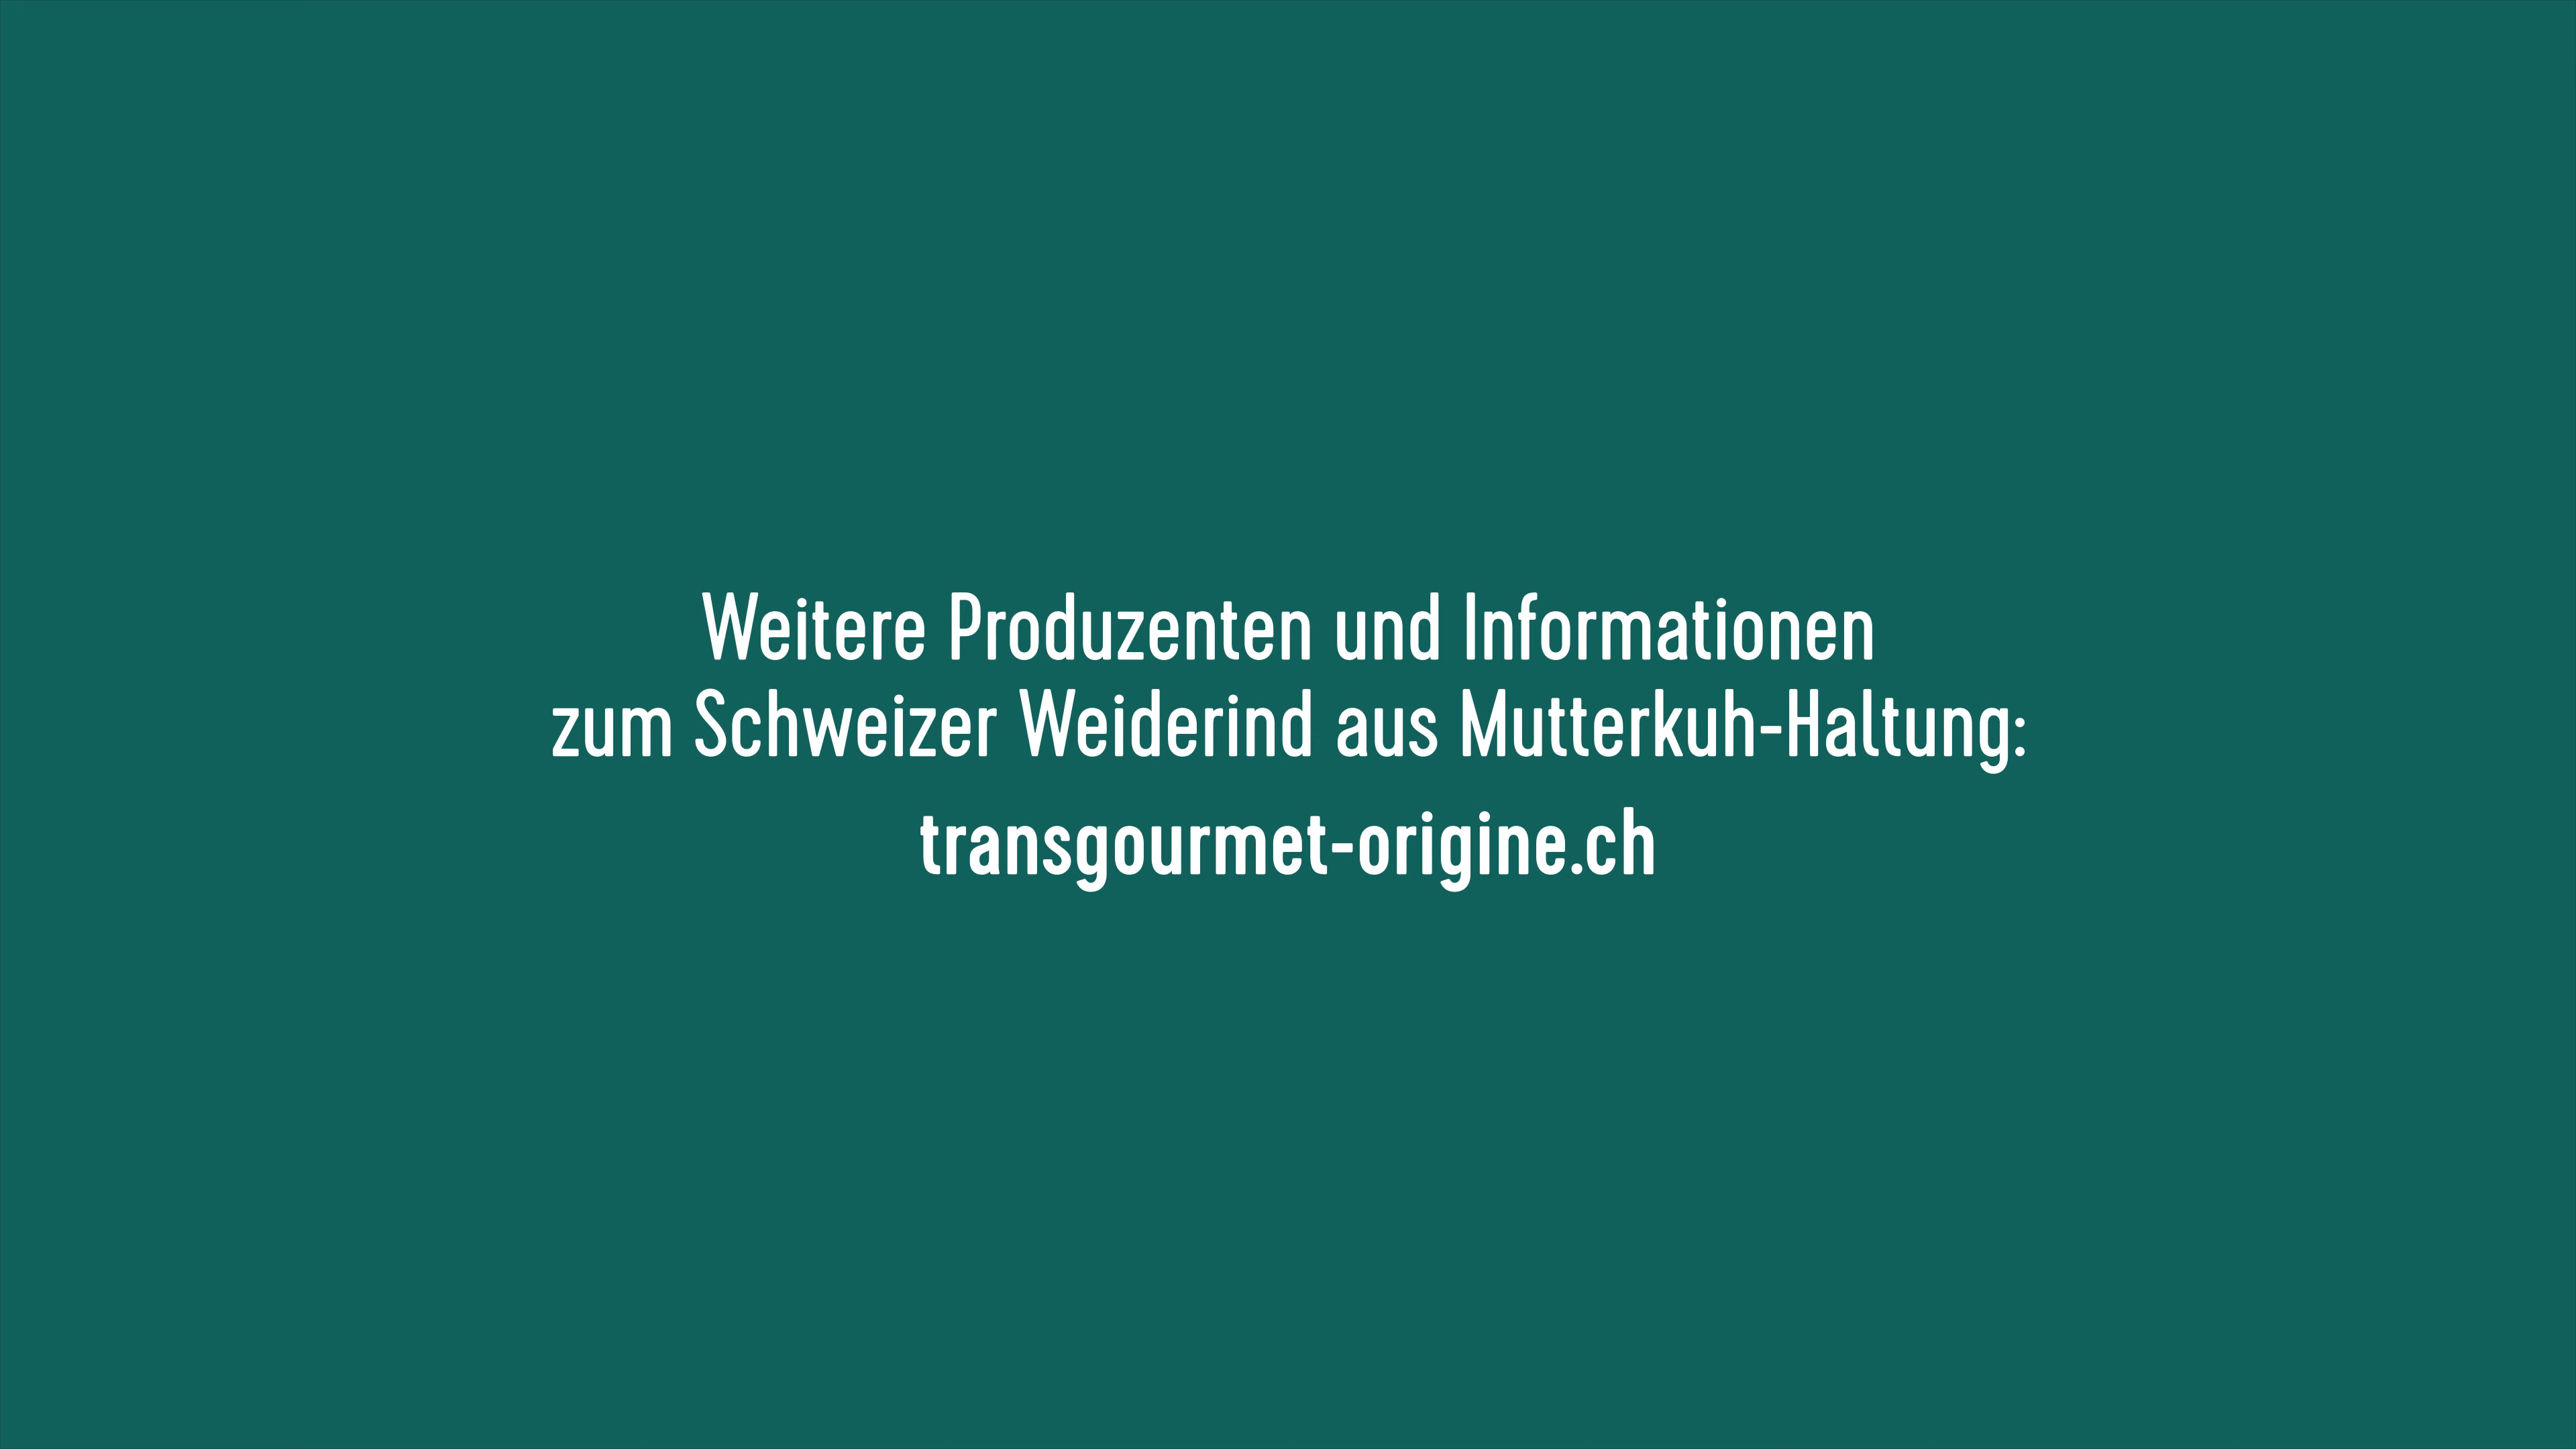 Weitere Produzenten und Informationen
zum Schweizer Weiderind aus Mutterkuh-Haltung:
transgourmet-origine.ch